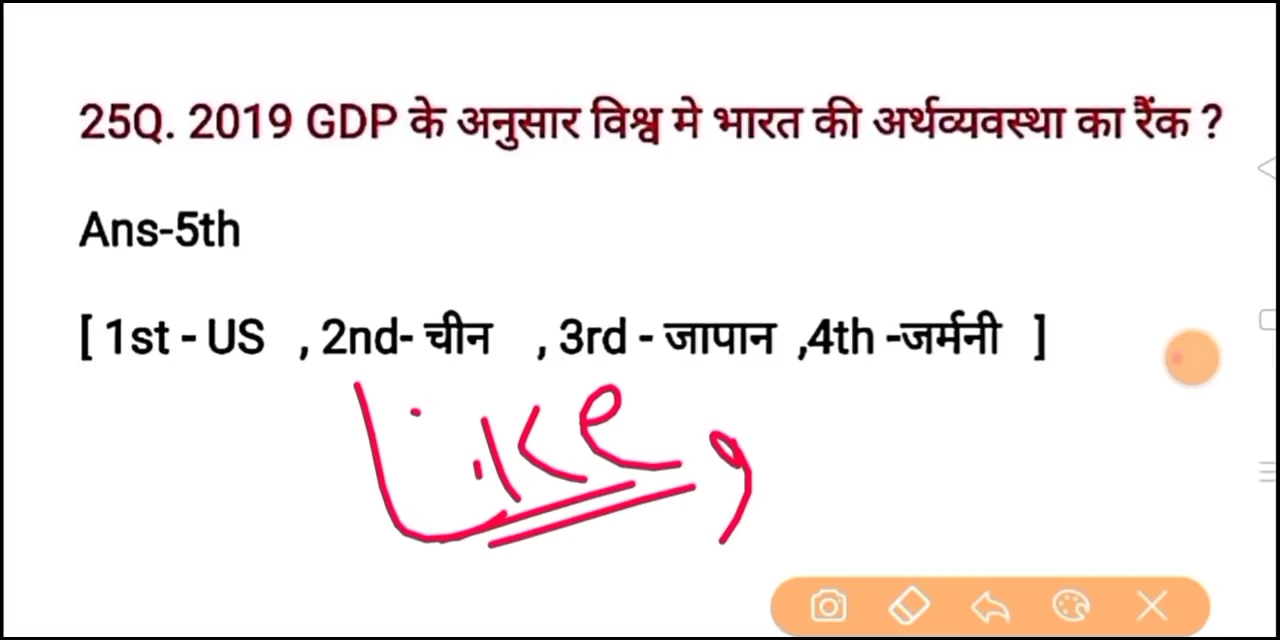 25Q. 2019 GDP के अनुसार विश्व मे भारत की अर्थव्यवस्था का रैंक ?
Ans-5th
[ 1st - US , 2nd- चीन , 3rd - जापान ,4th -जर्मनी ]
Like,